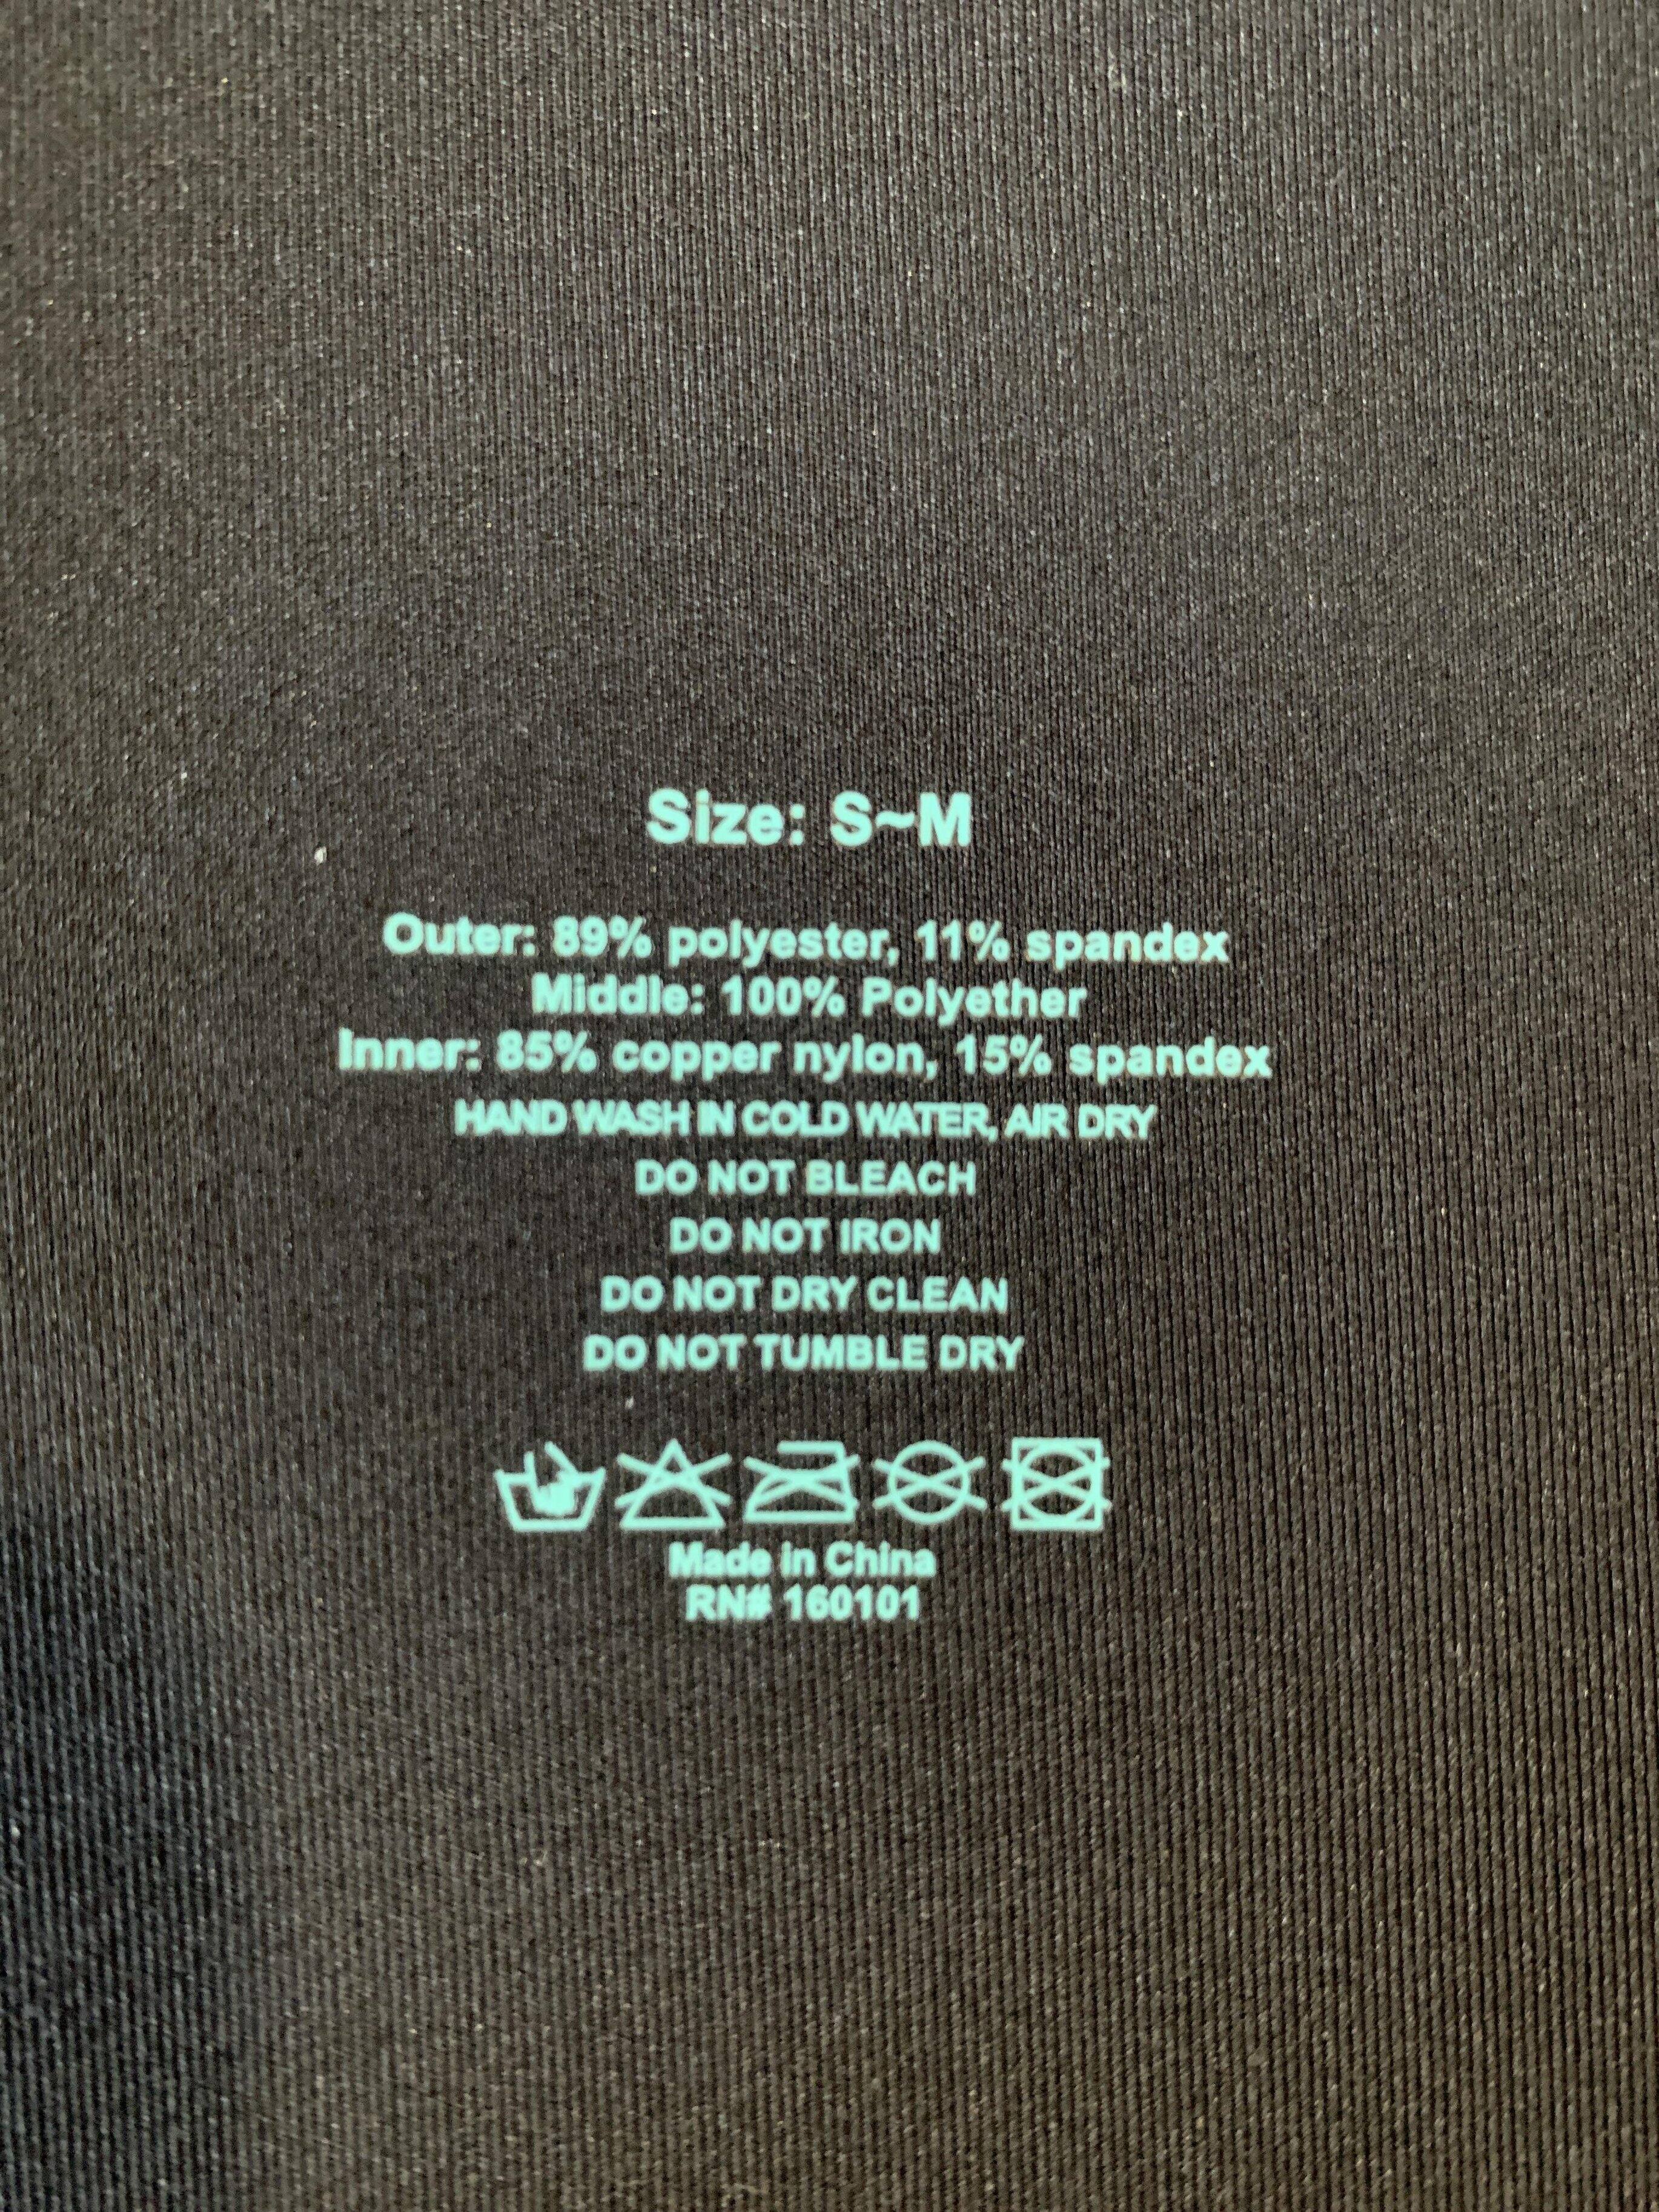 Size: S~M
Outer: 89% polyester, 11% spandex
Middle: 100% Polyether
Inner: 85% copper nylon, 15% spandex
HAND WASH IN COLD WATER, AIR DRY
DO NOT BLEACH
DO NOT IRON
DO NOT DRY CLEAN
DO NOT TUMBLE DRY
Made in China
RN# 160101